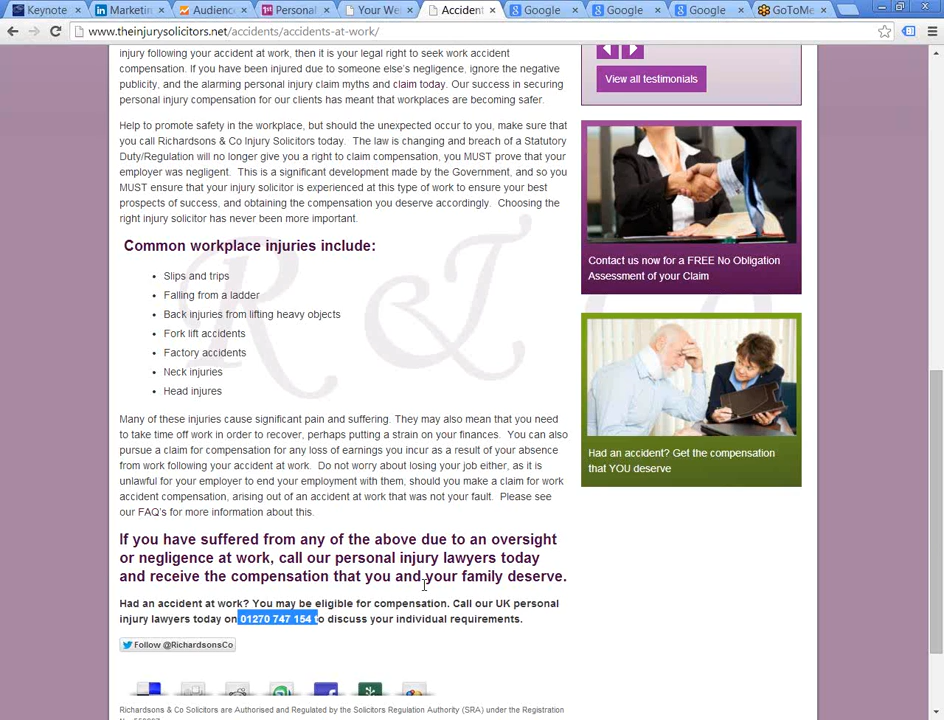 Keynote
Marketin
Audience
Personal
Your We
Accident
Google
Google
Google
GoToMe
www.theinjurysolicitors.net/accidents/accidents-at-work/
injury following your accident at work, then it is your legal right to seek work accident
compensation. If you have been injured due to someone else's negligence, ignore the negative
publicity, and the alarming personal injury claim myths and claim today. Our success in securing
personal injury compensation for our clients has meant that workplaces are becoming safer.
Help to promote safety in the workplace, but should the unexpected occur to you, make sure that
you call Richardsons & Co Injury Solicitors today. The law is changing and breach of a Statutory
Duty/Regulation will no longer give you a right to claim compensation, you MUST prove that your
employer was negligent. This is a significant development made by the Government, and so you
MUST ensure that your injury solicitor is experienced at this type of work to ensure your best
prospects of success, and obtaining the compensation you deserve accordingly. Choosing the
right injury solicitor has never been more important.
Common workplace injuries include:
• Slips and trips
• Falling from a ladder
• Back injuries from lifting heavy objects
• Fork lift accidents
• Factory accidents
• Neck injuries
• Head injures
Many of these injuries cause significant pain and suffering. They may also mean that you need
to take time off work in order to recover, perhaps putting a strain on your finances. You can also
pursue a claim for compensation for any loss of earnings you incur as a result of your absence
from work following your accident at work. Do not worry about losing your job either, as it is
unlawful for your employer to end your employment with them, should you make a claim for work
accident compensation, arising out of an accident at work that was not your fault. Please see
our FAQ's for more information about this.
If you have suffered from any of the above due to an oversight
or negligence at work, call our personal injury lawyers today
and receive the compensation that you and your family deserve.
Had an accident at work? You may be eligible for compensation. Call our UK personal
injury lawyers today on 01270 747 154 to discuss your individual requirements.
Follow @RichardsonsCo
Richardsons & Co Solicitors are Authorised and Regulated by the Solicitors Regulation Authority (SRA) under the Registration
View all testimonials
Contact us now for a FREE No Obligation
Assessment of your Claim
Had an accident? Get the compensation
that YOU deserve
R & Co